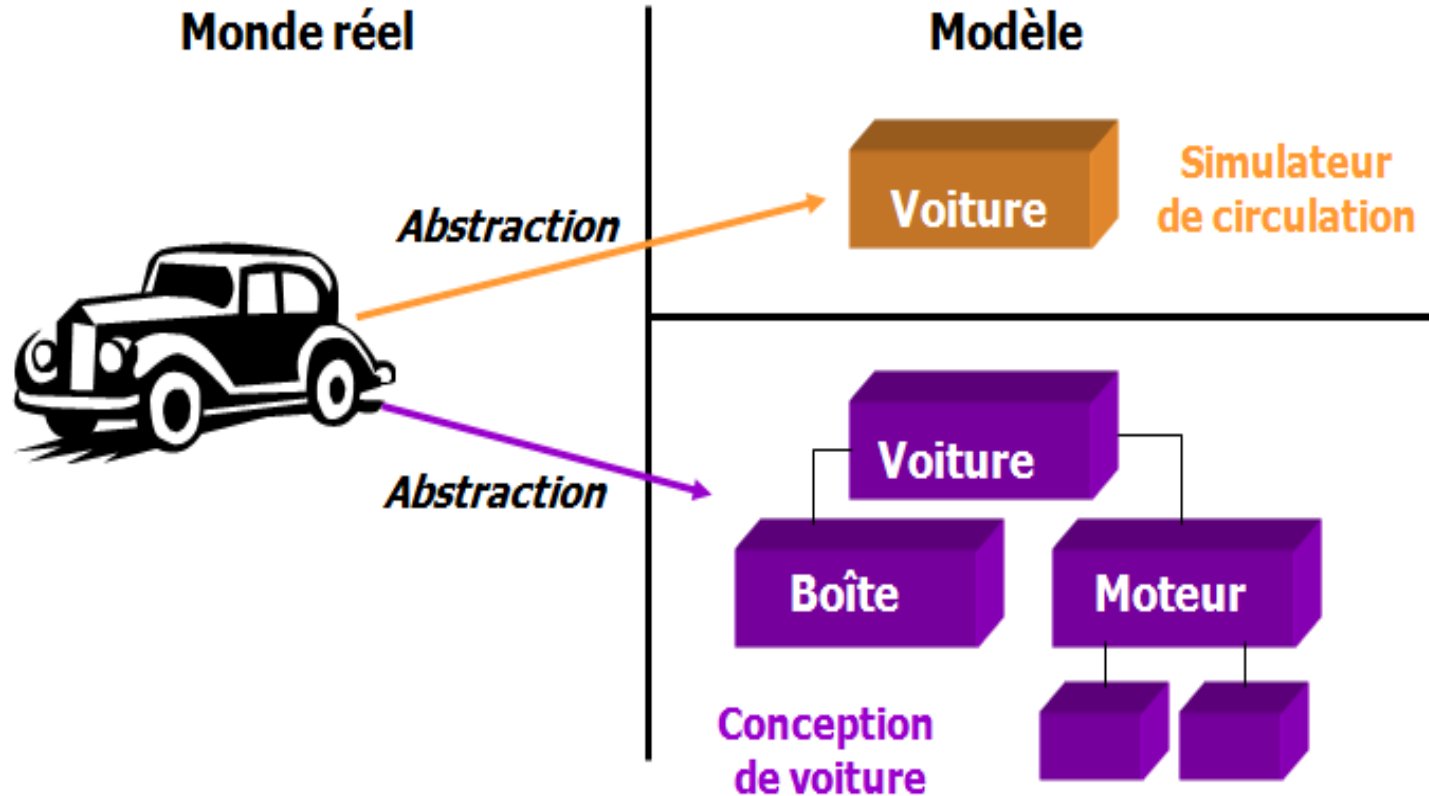 Monde réel
Modèle
Voiture
Simulateur
de circulation
Abstraction
Abstraction
Voiture
Boîte
Moteur
Conception
de voiture